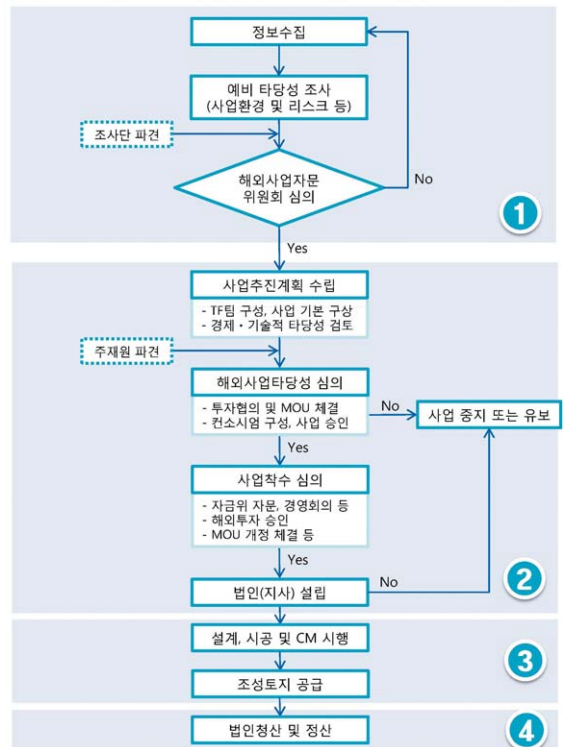 정보수집
예비 타당성 조사
(사업환경 및 리스크 등)
조사단 파견
해외사업자문
위원회 심의
No
1
Yes
사업추진계획 수립
- TF팀 구성, 사업 기본 구상
- 경제・기술적 타당성 검토
주재원 파견
해외사업타당성 심의
- 투자협의 및 MOU 체결
- 컨소시엄 구성, 사업 승인
No
사업 중지 또는 유보
Yes
사업착수 심의
- 자금위 자문, 경영회의 등
- 해외투자 승인
- MOU 개정 체결 등
Yes
법인(지사) 설립
No
2
설계, 시공 및 CM 시행
조성토지 공급
3
법인청산 및 정산
4